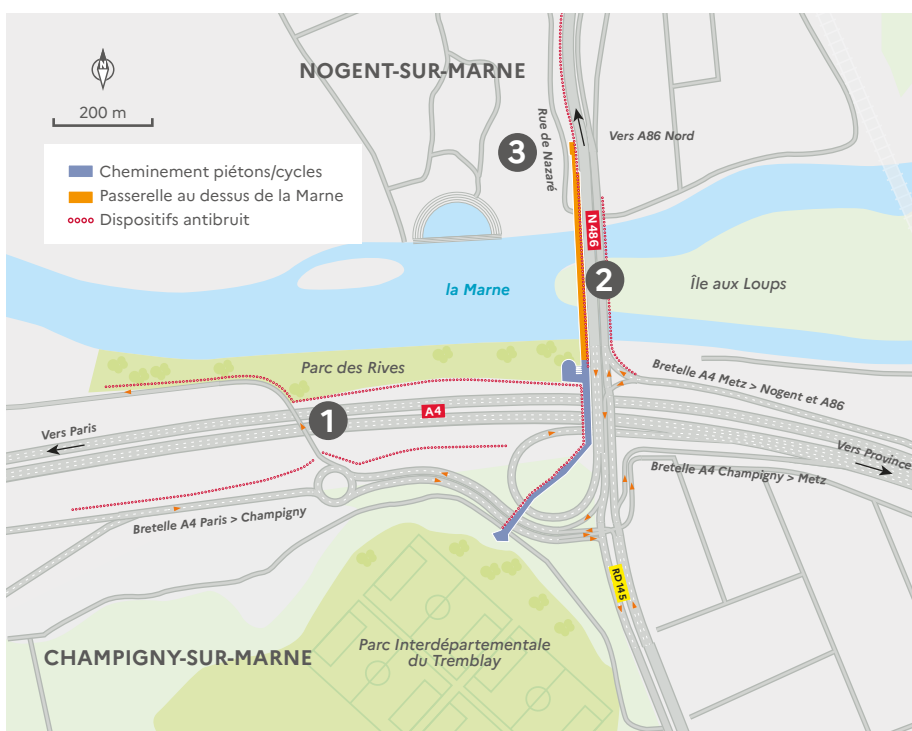 NOGENT-SUR-MARNE
N
200 m
Rue de Nazaré
Vers A86 Nord
3
Cheminement piétons/cycles
Passerelle au dessus de la Marne
Dispositifs antibruit
N486
2
la Marne
Île aux Loups
Parc des Rives
Bretelle A4 Metz > Nogent et A86
1
A4
Vers Paris
Vers Province
Bretelle A4 Champigny > Metz
Bretelle A4 Paris > Champigny
RD145
Parc Interdépartementale
du Tremblay
CHAMPIGNY-SUR-MARNE